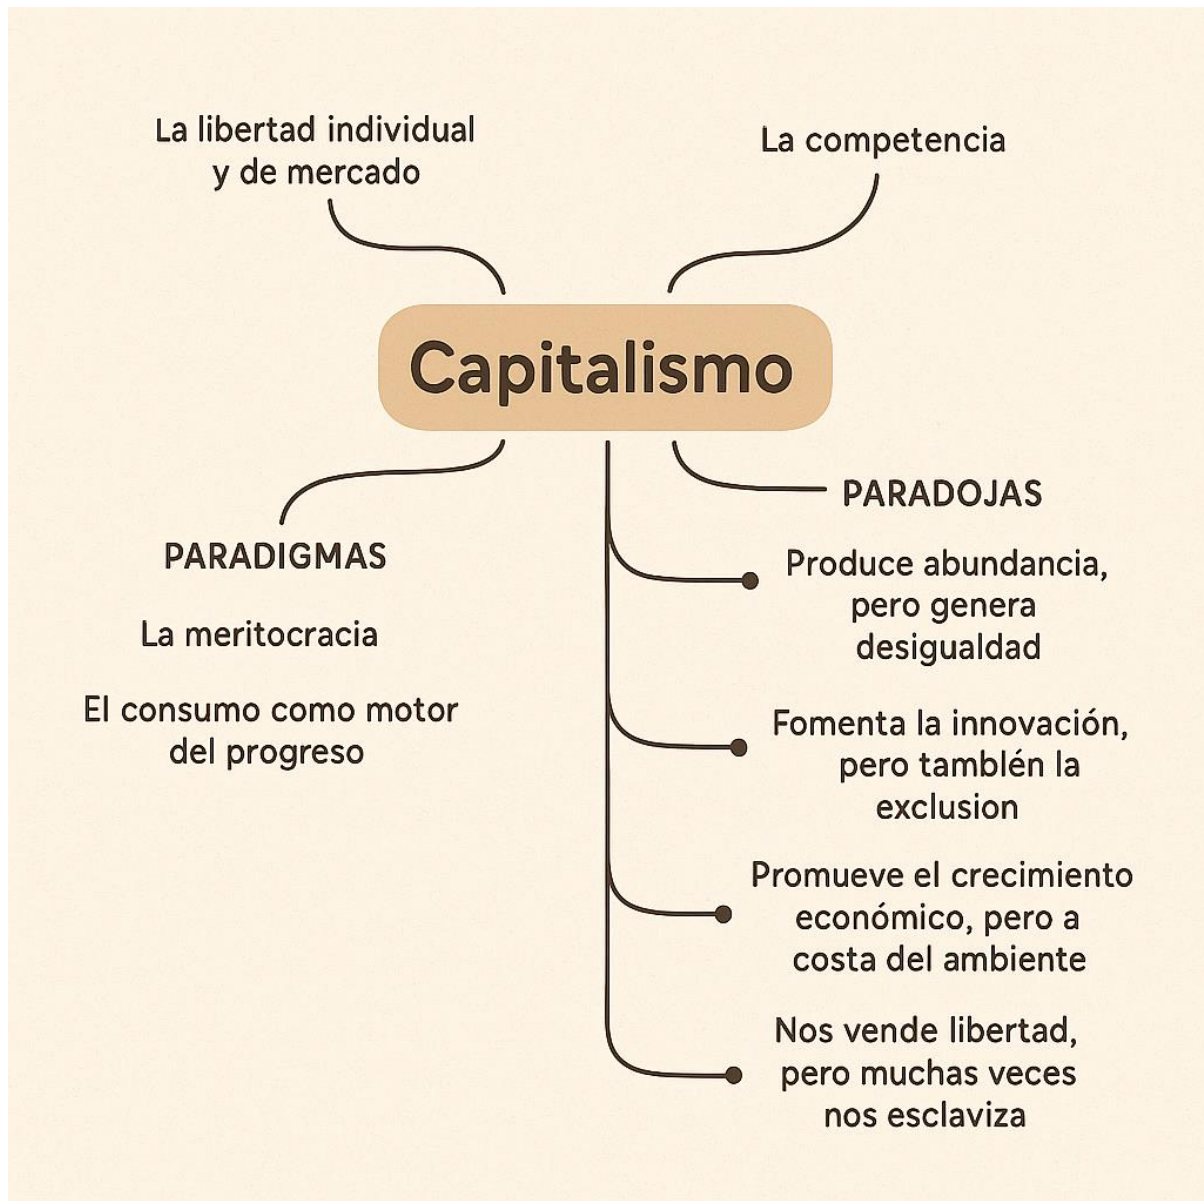 La libertad individual
y de mercado
La competencia
Capitalismo
PARADIGMAS
La meritocracia
El consumo como motor
del progreso
PARADOJAS
Produce abundancia,
pero genera
desigualdad
Fomenta la innovación,
pero tamblén la
exclusion
Promueve el crecimiento
económico, pero a
costa del ambiente
Nos vende libertad,
pero muchas veces
nos esclaviza